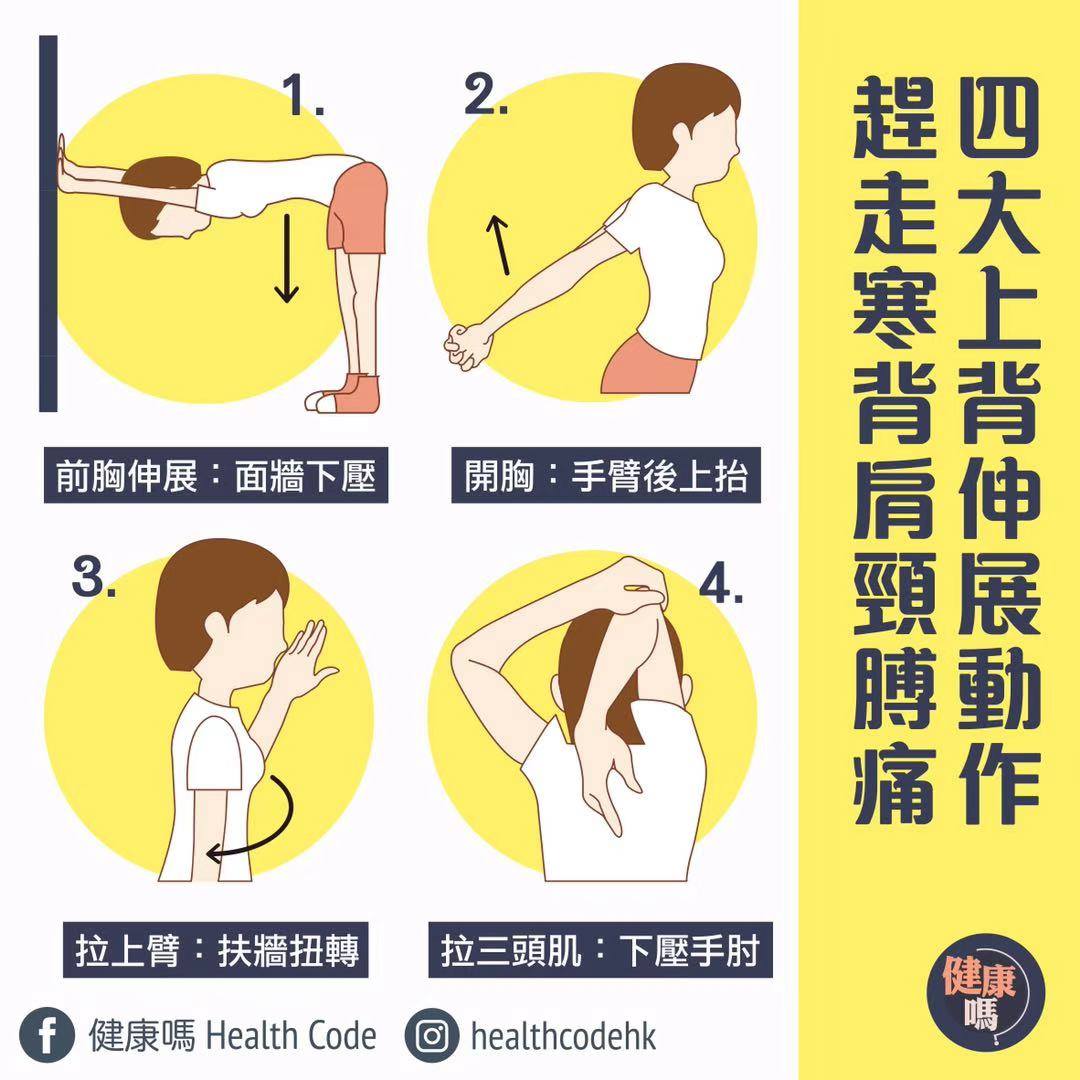 四大上背伸展動作
趕走寒背肩頸膊痛
1.
前胸伸展：面牆下壓
2.
開胸：手臂後上抬
3.
拉上臂：扶牆扭轉
4.
拉三頭肌：下壓手肘
健康嗎 Health Code
healthcodehk
健康
嗎?